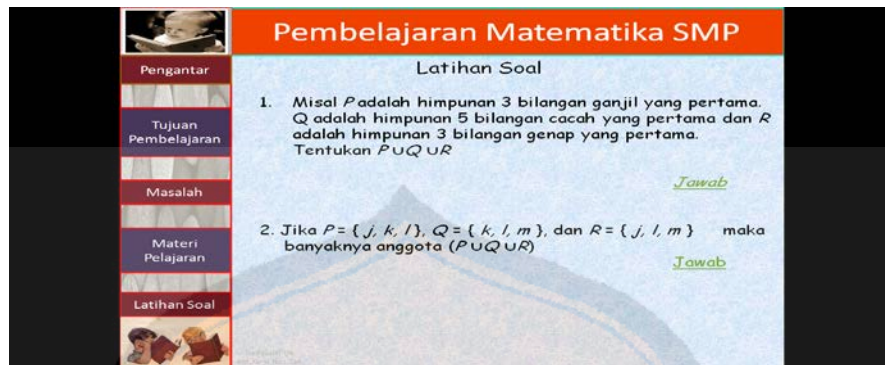 Pembelajaran Matematika SMP
Pengantar
Tujuan
Pembelajaran
Masalah
Materi
Pelajaran
Latihan Soal
Latihan Soal
1. Misal P adalah himpunan 3 bilangan ganjil yang pertama.
Q adalah himpunan 5 bilangan cacah yang pertama dan R
adalah himpunan 3 bilangan genap yang pertama.
Tentukan P∪Q∪R
Jawab
2. Jika P = { j, k, l }, Q = { k, l, m }, dan R = { j, l, m } maka
banyaknya anggota (P∪Q∪R)
Jawab